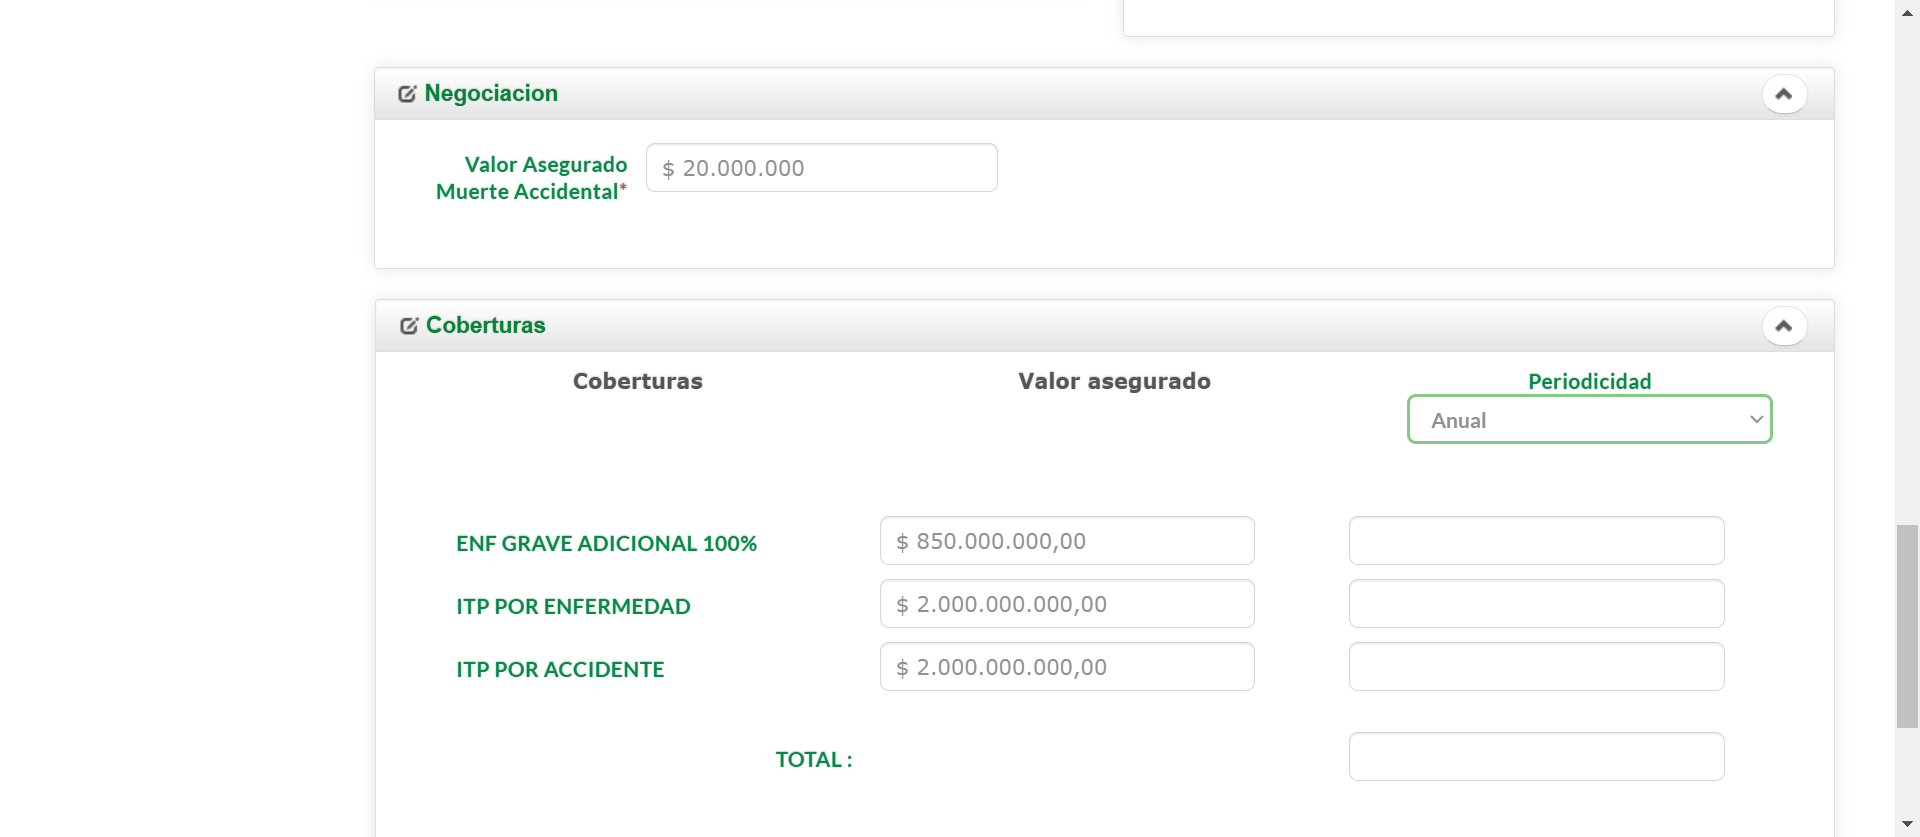 Negociacion
Valor Asegurado
Muerte Accidental*
$ 20.000.000
Coberturas
Coberturas
Valor asegurado
Periodicidad
Anual
ENF GRAVE ADICIONAL 100%
$ 850.000.000,00
ITP POR ENFERMEDAD
$ 2.000.000.000,00
ITP POR ACCIDENTE
$ 2.000.000.000,00
TOTAL :